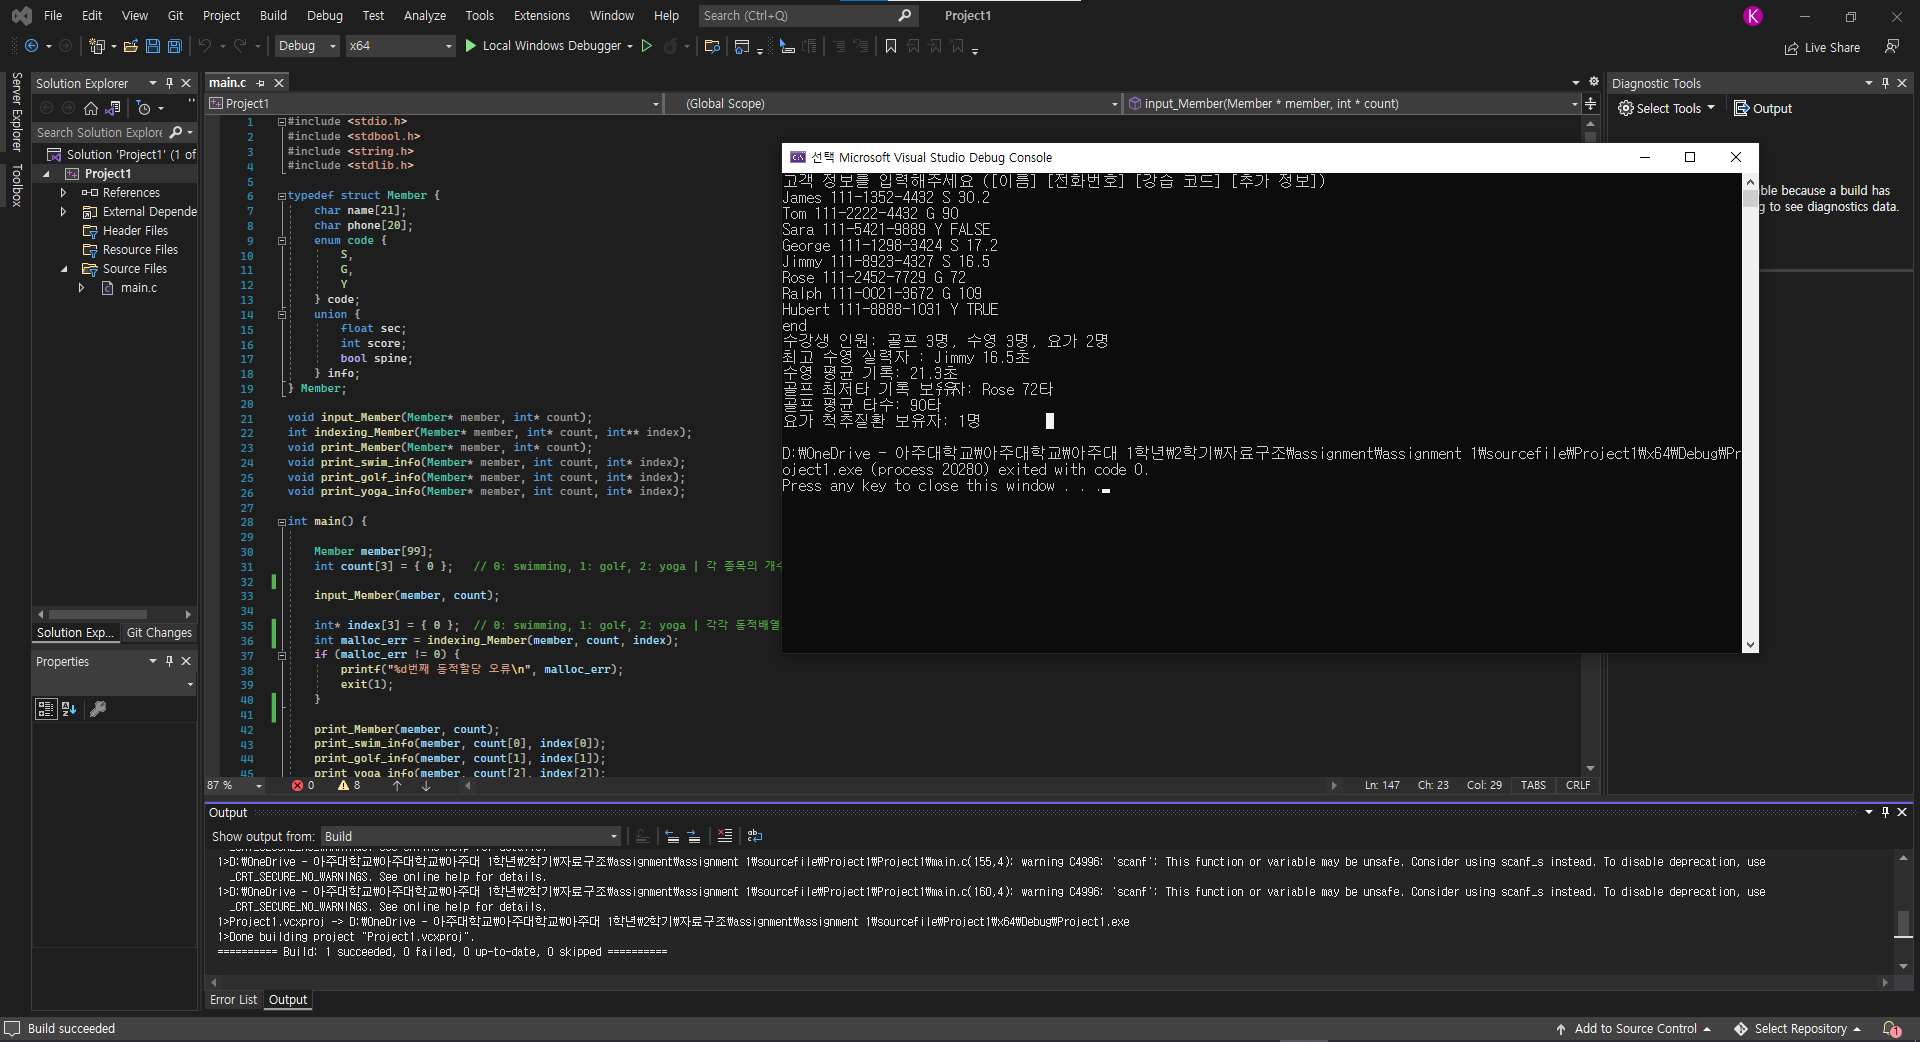 File Edit View Git Project Build Debug Test Analyze Tools Extensions Window Help Search (Ctrl+Q) Project1 K
Debug x64 Local Windows Debugger Live Share
Server Explorer
Toolbox
Solution Explorer
Search Solution Explore
Solution 'Project1' (1 of
Project1
References
External Depende
Header Files
Resource Files
Source Files
main.c
Solution Exp... Git Changes
Properties
main.c
Project1 (Global Scope) input_Member(Member * member, int * count)
1 #include <stdio.h>
2 #include <stdbool.h>
3 #include <string.h>
4 #include <stdlib.h>
5
6 typedef struct Member {
7 char name[21];
8 char phone[20];
9 enum code {
10 S,
11 G,
12 Y
13 } code;
14 union {
15 float sec;
16 int score;
17 bool spine;
18 } info;
19 } Member;
20
21 void input_Member(Member* member, int* count);
22 int indexing_Member(Member* member, int* count, int** index);
23 void print_Member(Member* member, int* count);
24 void print_swim_info(Member* member, int count, int* index);
25 void print_golf_info(Member* member, int count, int* index);
26 void print_yoga_info(Member* member, int count, int* index);
27
28 int main() {
29
30 Member member[99];
31 int count[3] = { 0 }; // 0: swimming, 1: golf, 2: yoga | 각 종목의 개수
32
33 input_Member(member, count);
34
35 int* index[3] = { 0 }; // 0: swimming, 1: golf, 2: yoga | 각각 동적배열
36 int malloc_err = indexing_Member(member, count, index);
37 if (malloc_err != 0) {
38 printf("%d번째 동적할당 오류\n", malloc_err);
39 exit(1);
40 }
41
42 print_Member(member, count);
43 print_swim_info(member, count[0], index[0]);
44 print_golf_info(member, count[1], index[1]);
45 print_yoga_info(member, count[2], index[2]);
87 % 0 8 Ln: 147 Ch: 23 Col: 29 TABS CRLF
선택 Microsoft Visual Studio Debug Console
고객 정보를 입력해주세요 ([이름] [전화번호] [강습 코드] [추가 정보])
James 111-1352-4432 S 30.2
Tom 111-2222-4432 G 90
Sara 111-5421-9889 Y FALSE
George 111-1298-3424 S 17.2
Jimmy 111-8923-4327 S 16.5
Rose 111-2452-7729 G 72
Ralph 111-0021-3672 G 109
Hubert 111-8888-1031 Y TRUE
end
수강생 인원: 골프 3명, 수영 3명, 요가 2명
최고 수영 실력자 : Jimmy 16.5초
수영 평균 기록: 21.3초
골프 최저타 기록 보유자: Rose 72타
골프 평균 타수: 90타
요가 척추질환 보유자: 1명
D:₩OneDrive - 아주대학교₩아주대학교₩아주대 1학년₩2학기₩자료구조₩assignment₩assignment 1₩sourcefile₩Project1₩x64₩Debug₩Pr
oject1.exe (process 20280) exited with code 0.
Press any key to close this window . . .
Diagnostic Tools
Select Tools Output
ble because a build has
g to see diagnostics data.
Output
Show output from: Build
_CRT_SECURE_NO_WARNINGS. See online help for details.
1>D:₩OneDrive - 아주대학교₩아주대학교₩아주대 1학년₩2학기₩자료구조₩assignment₩assignment 1₩sourcefile₩Project1₩Project1₩main.c(155,4): warning C4996: 'scanf': This function or variable may be unsafe. Consider using scanf_s instead. To disable deprecation, use
_CRT_SECURE_NO_WARNINGS. See online help for details.
1>D:₩OneDrive - 아주대학교₩아주대학교₩아주대 1학년₩2학기₩자료구조₩assignment₩assignment 1₩sourcefile₩Project1₩Project1₩main.c(160,4): warning C4996: 'scanf': This function or variable may be unsafe. Consider using scanf_s instead. To disable deprecation, use
_CRT_SECURE_NO_WARNINGS. See online help for details.
1>Project1.vcxproj -> D:₩OneDrive - 아주대학교₩아주대학교₩아주대 1학년₩2학기₩자료구조₩assignment₩assignment 1₩sourcefile₩Project1₩x64₩Debug₩Project1.exe
1>Done building project "Project1.vcxproj".
========== Build: 1 succeeded, 0 failed, 0 up-to-date, 0 skipped ==========
Error List Output
Build succeeded Add to Source Control Select Repository 1